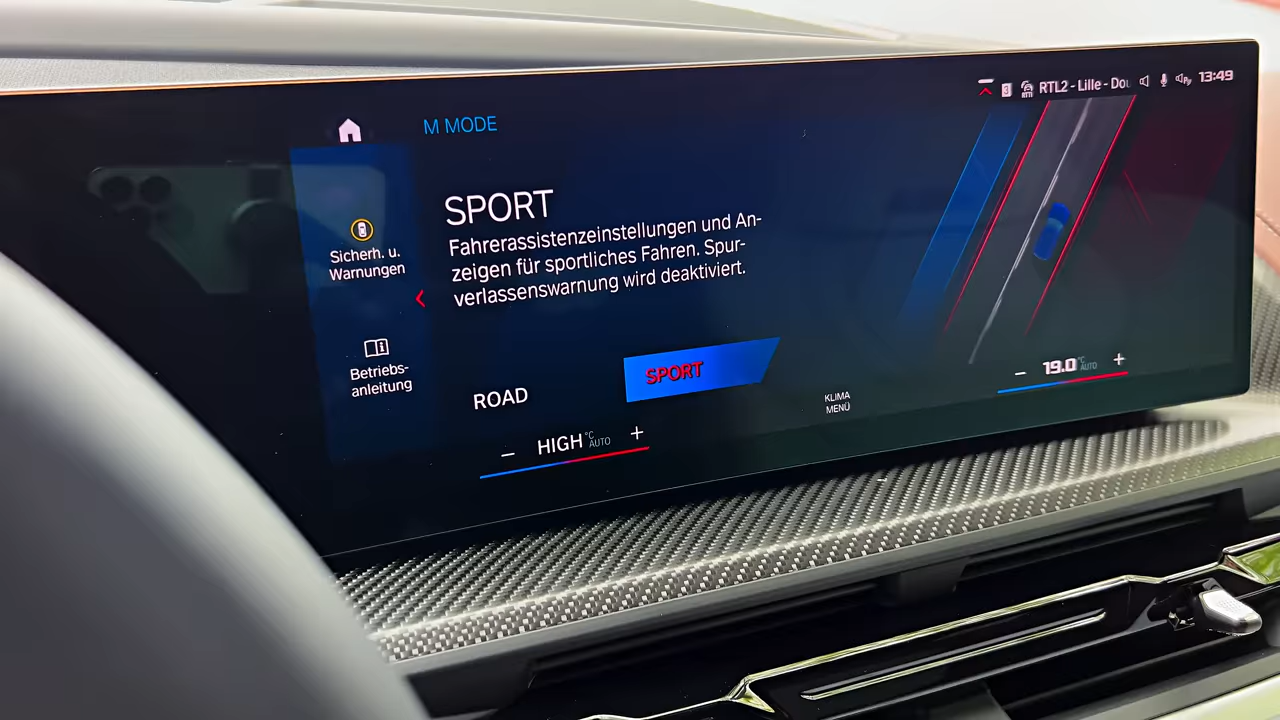 RTL2 - Lille - Dou 13:49
M MODE
SPORT
Fahrerassistenzeinstellungen und An-
zeigen für sportliches Fahren. Spur-
verlassenswarnung wird deaktiviert.
Sicherh. u.
Warnungen
Betriebs-
anleitung
ROAD
SPORT
KLIMA
MENÜ
– HIGH °C AUTO +
– 19.0 °C AUTO +